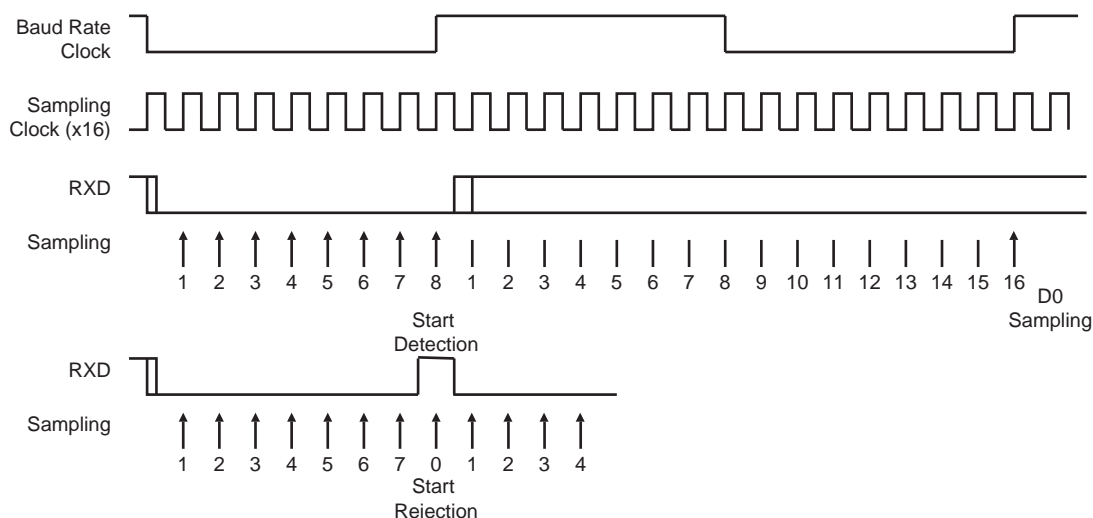 Baud Rate
Clock
Sampling
Clock (x16)
RXD
Sampling
1 2 3 4 5 6 7 8 1 2 3 4 5 6 7 8 9 10 11 12 13 14 15 16
D0
Sampling
Start
Detection
RXD
Sampling
1 2 3 4 5 6 7 0 1 2 3 4
Start
Rejection